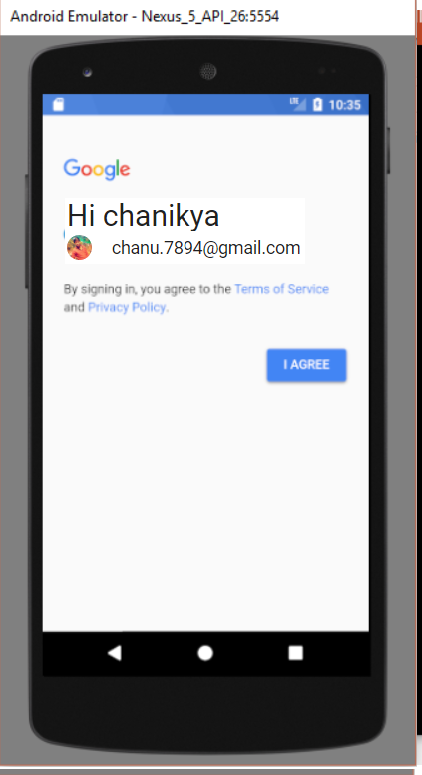 Android Emulator - Nexus_5_API_26:5554
LTE 10:35
Google
Hi chanikya
chanu.7894@gmail.com
By signing in, you agree to the Terms of Service
and Privacy Policy.
I AGREE